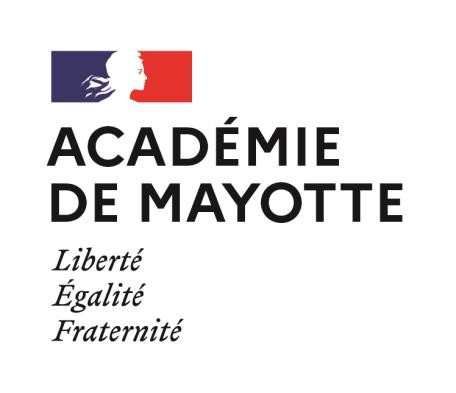 ACADÉMIE
DE MAYOTTE
Liberté
Égalité
Fraternité